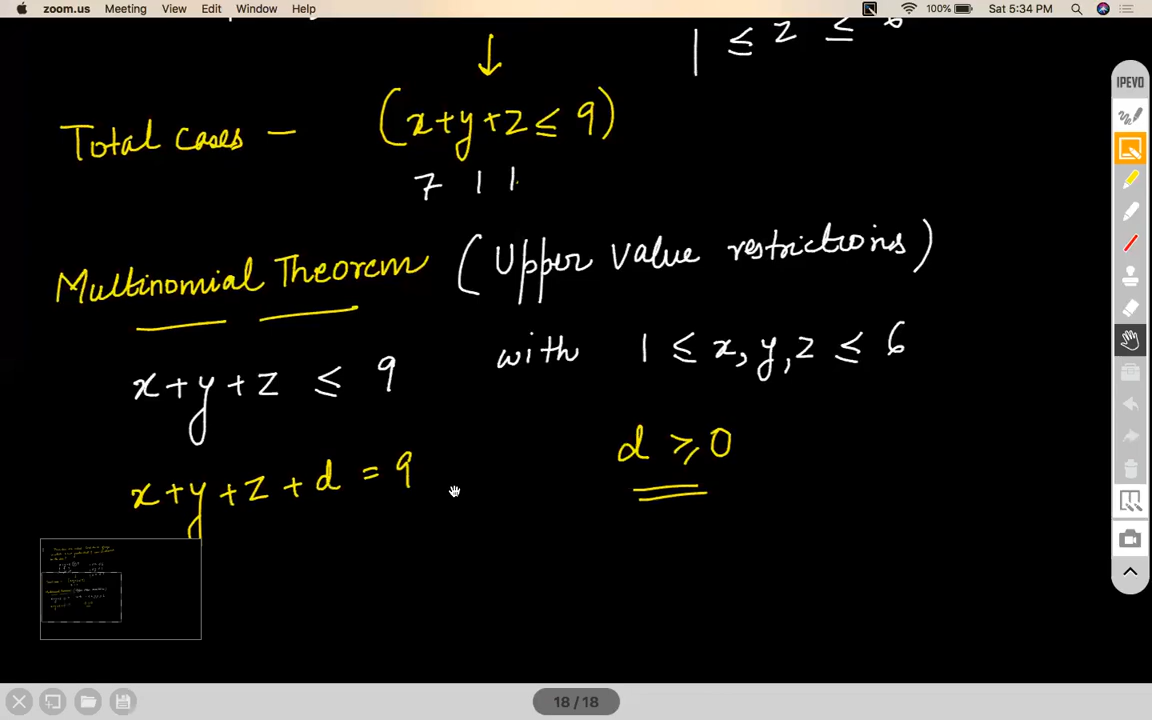 zoom.us Meeting View Edit Window Help 100% Sat 5:34 PM
1 ≤ z ≤ 6
Total cases - (x+y+z ≤ 9)
7 1 1
Multinomial Theorem (Upper value restrictions)
x+y+z ≤ 9 with 1 ≤ x, y, z ≤ 6
d ≥ 0
x+y+z+d = 9
IPEVO
18 / 18